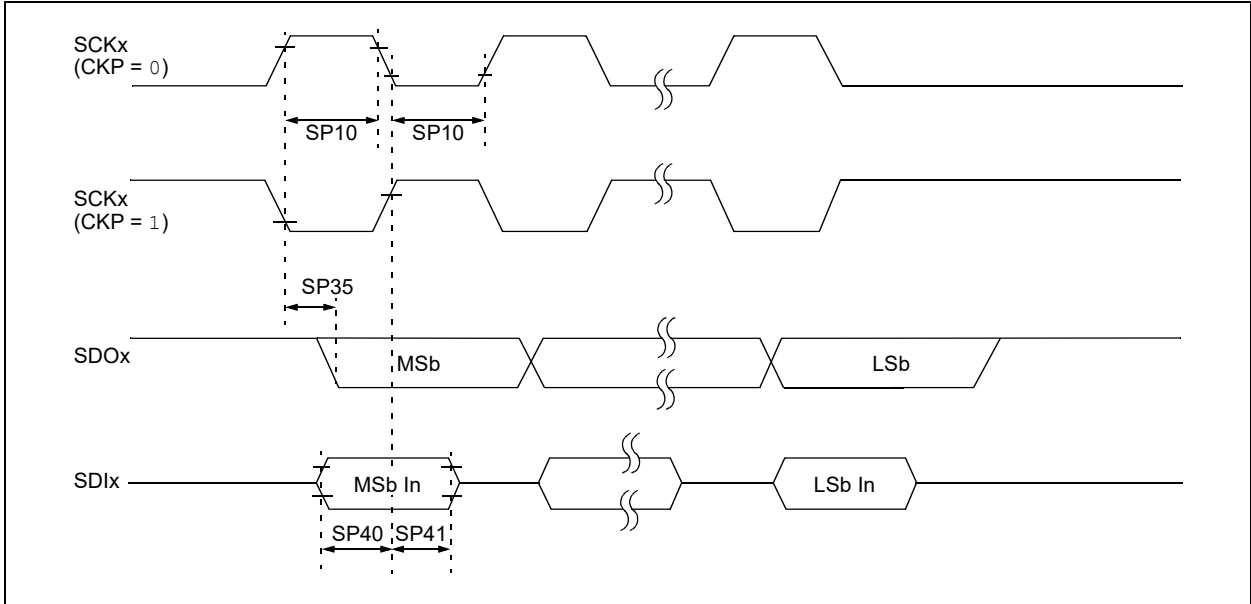 SCKx
(CKP = 0)
SP10 SP10
SCKx
(CKP = 1)
SP35
SDOx MSb LSb
SDIx MSb In LSb In
SP40 SP41